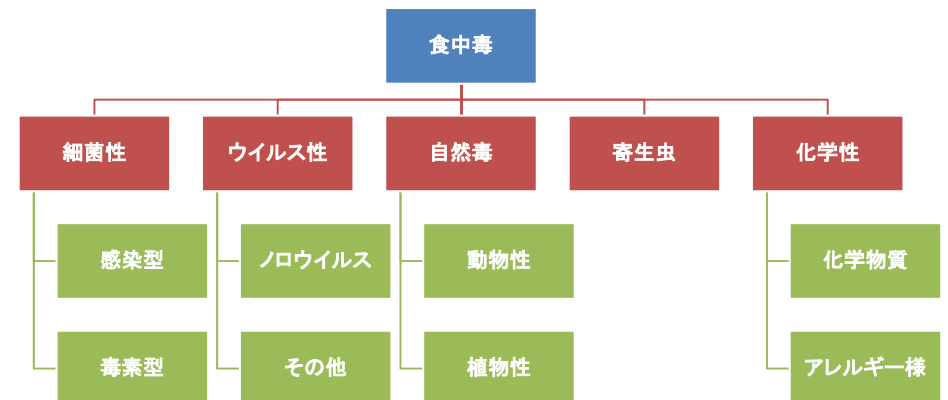 食中毒
細菌性
ウイルス性
自然毒
寄生虫
化学性
感染型
ノロウイルス
動物性
化学物質
毒素型
その他
植物性
アレルギー様